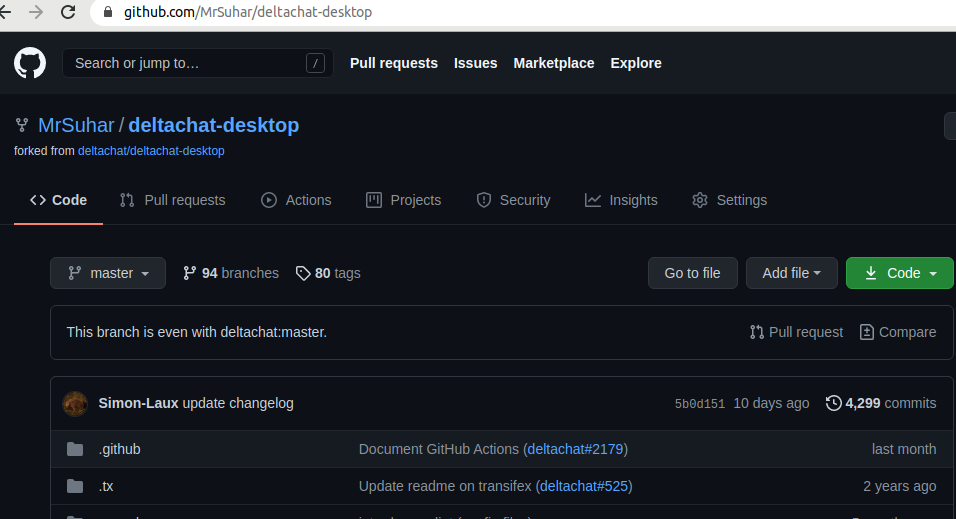 github.com/MrSuhar/deltachat-desktop
Search or jump to… / Pull requests Issues Marketplace Explore
MrSuhar / deltachat-desktop
forked from deltachat/deltachat-desktop
Code Pull requests Actions Projects Security Insights Settings
master 94 branches 80 tags Go to file Add file Code
This branch is even with deltachat:master. Pull request Compare
Simon-Laux update changelog 5b0d151 10 days ago 4,299 commits
.github Document GitHub Actions (deltachat#2179) last month
.tx Update readme on transifex (deltachat#525) 2 years ago